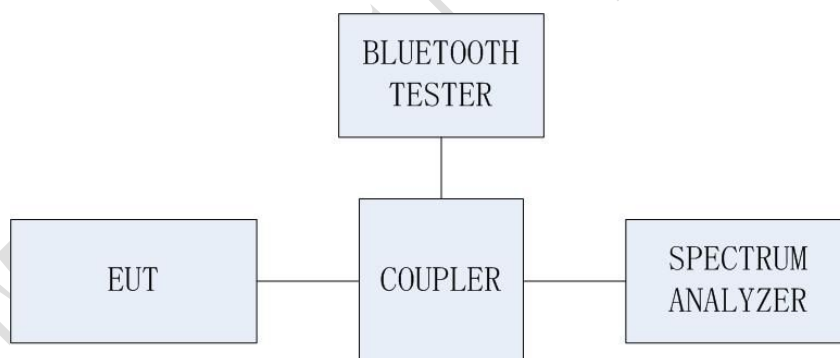 BLUETOOTH
TESTER
EUT
COUPLER
SPECTRUM
ANALYZER